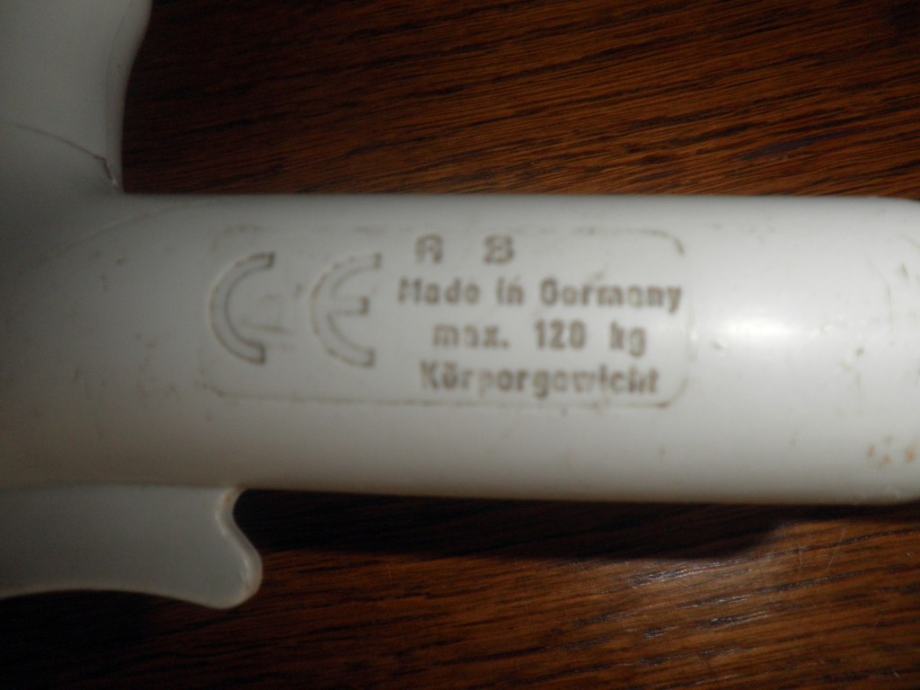 CE
Made in Germany
max. 120 kg
Körpergewicht